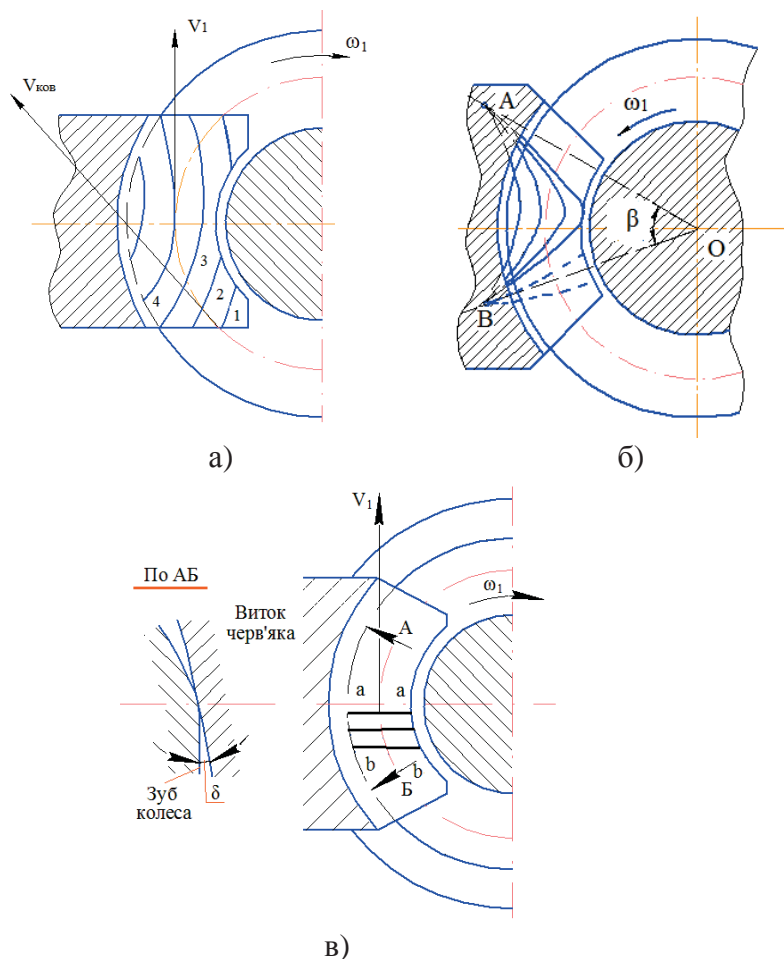 V1
ω1
Vков
3
2
4
1
а)
A
ω1
β
O
B
б)
V1
По АБ
ω1
Виток
черв'яка
А
a a
b b
Б
Зуб
колеса
δ
в)